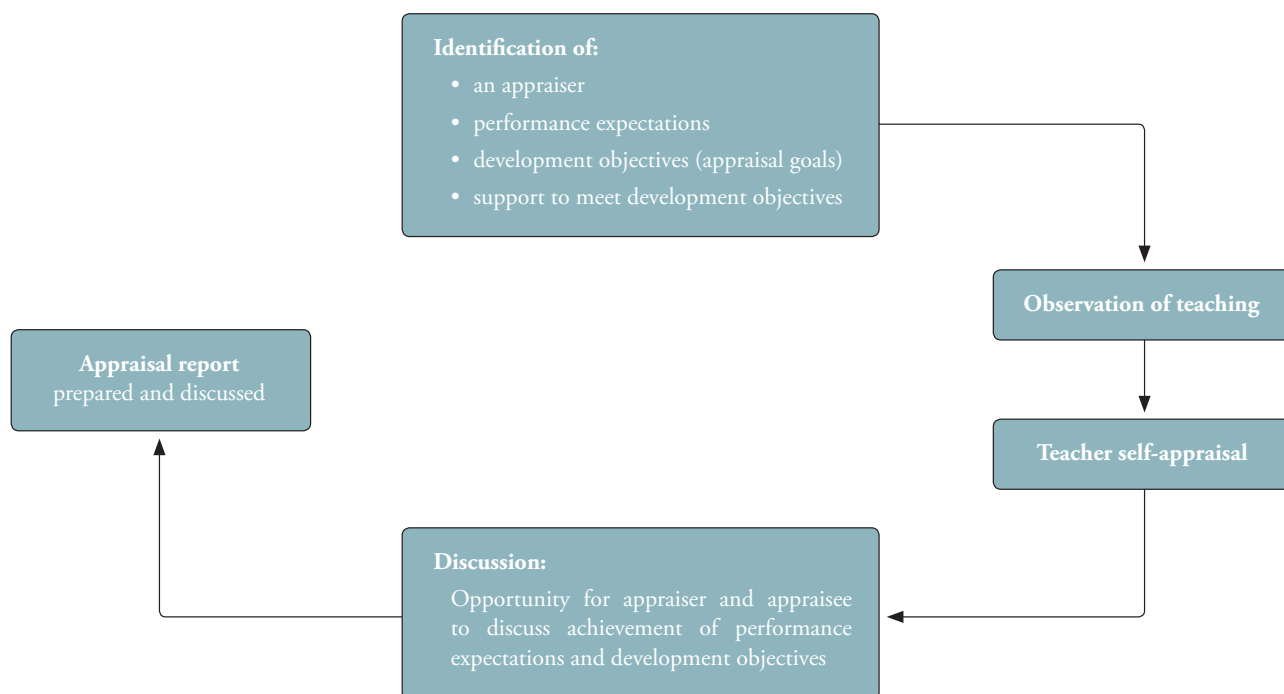 Identification of:
• an appraiser
• performance expectations
• development objectives (appraisal goals)
• support to meet development objectives
Observation of teaching
Teacher self-appraisal
Discussion:
Opportunity for appraiser and appraisee
to discuss achievement of performance
expectations and development objectives
Appraisal report
prepared and discussed